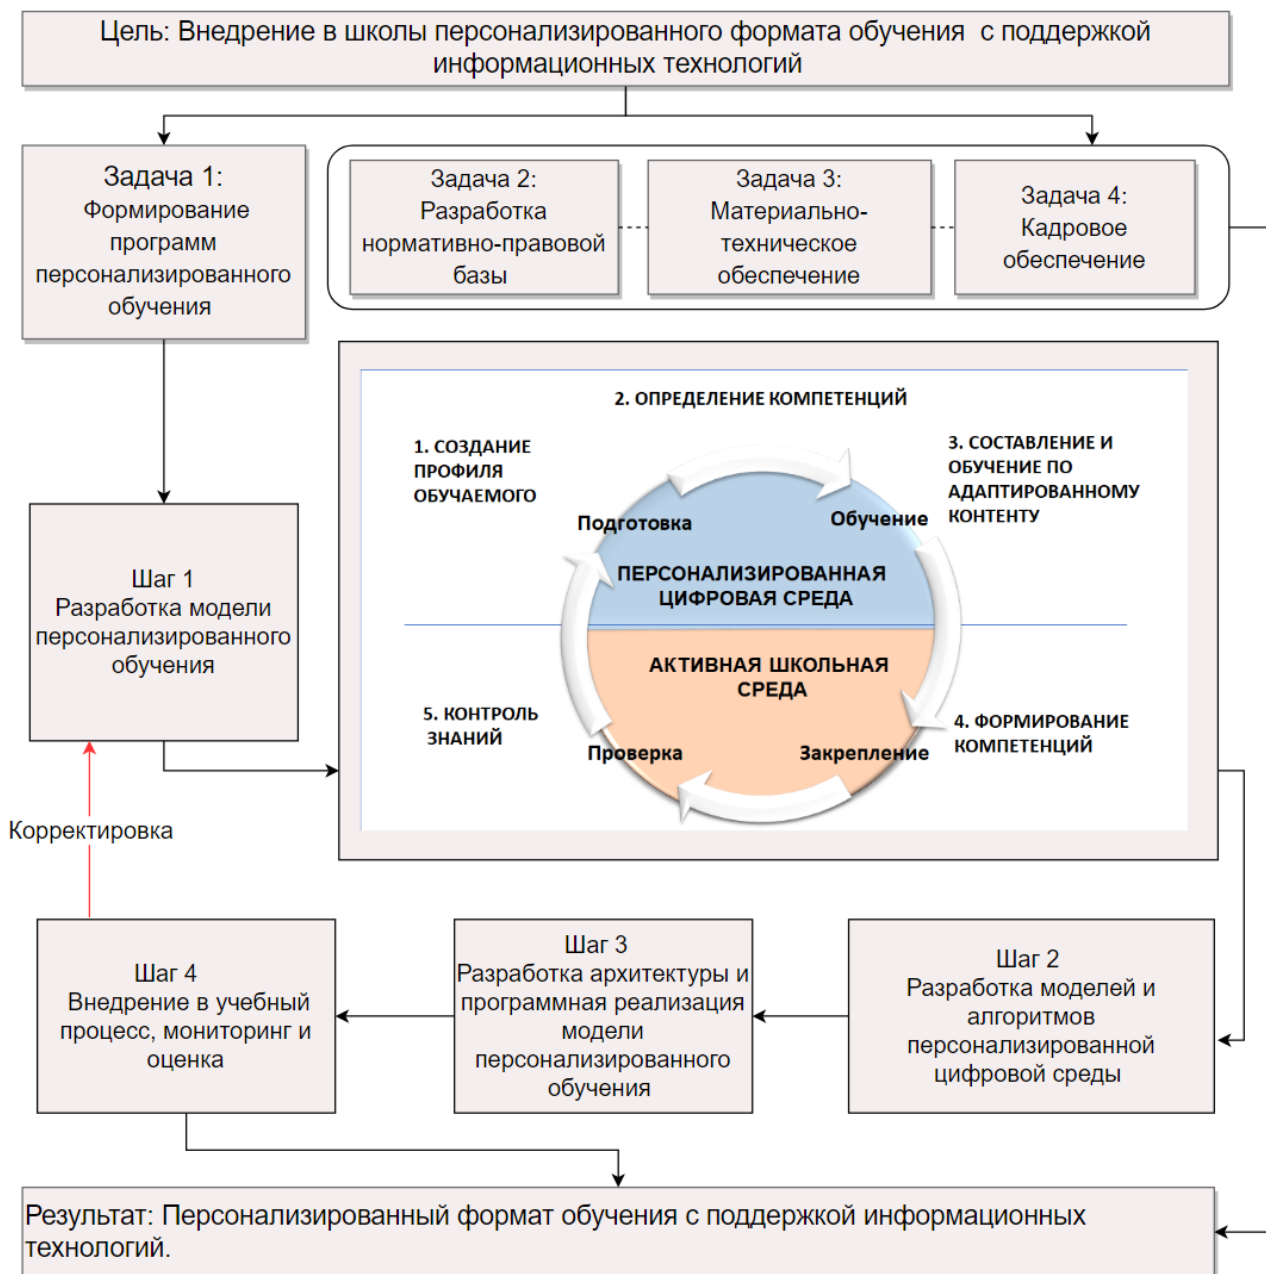 Цель: Внедрение в школы персонализированного формата обучения с поддержкой
информационных технологий
Задача 1:
Формирование
программ
персонализированного
обучения
Задача 2:
Разработка
нормативно-правовой
базы
Задача 3:
Материально-
техническое
обеспечение
Задача 4:
Кадровое
обеспечение
Шаг 1
Разработка модели
персонализированного
обучения
2. ОПРЕДЕЛЕНИЕ КОМПЕТЕНЦИЙ
1. СОЗДАНИЕ
ПРОФИЛЯ
ОБУЧАЕМОГО
3. СОСТАВЛЕНИЕ И
ОБУЧЕНИЕ ПО
АДАПТИРОВАННОМУ
КОНТЕНТУ
Подготовка
Обучение
ПЕРСОНАЛИЗИРОВАННАЯ
ЦИФРОВАЯ СРЕДА
АКТИВНАЯ ШКОЛЬНАЯ
СРЕДА
5. КОНТРОЛЬ
ЗНАНИЙ
4. ФОРМИРОВАНИЕ
КОМПЕТЕНЦИЙ
Проверка
Закрепление
Корректировка
Шаг 4
Внедрение в учебный
процесс, мониторинг и
оценка
Шаг 3
Разработка архитектуры и
программная реализация
модели
персонализированного
обучения
Шаг 2
Разработка моделей и
алгоритмов
персонализированной
цифровой среды
Результат: Персонализированный формат обучения с поддержкой информационных
технологий.